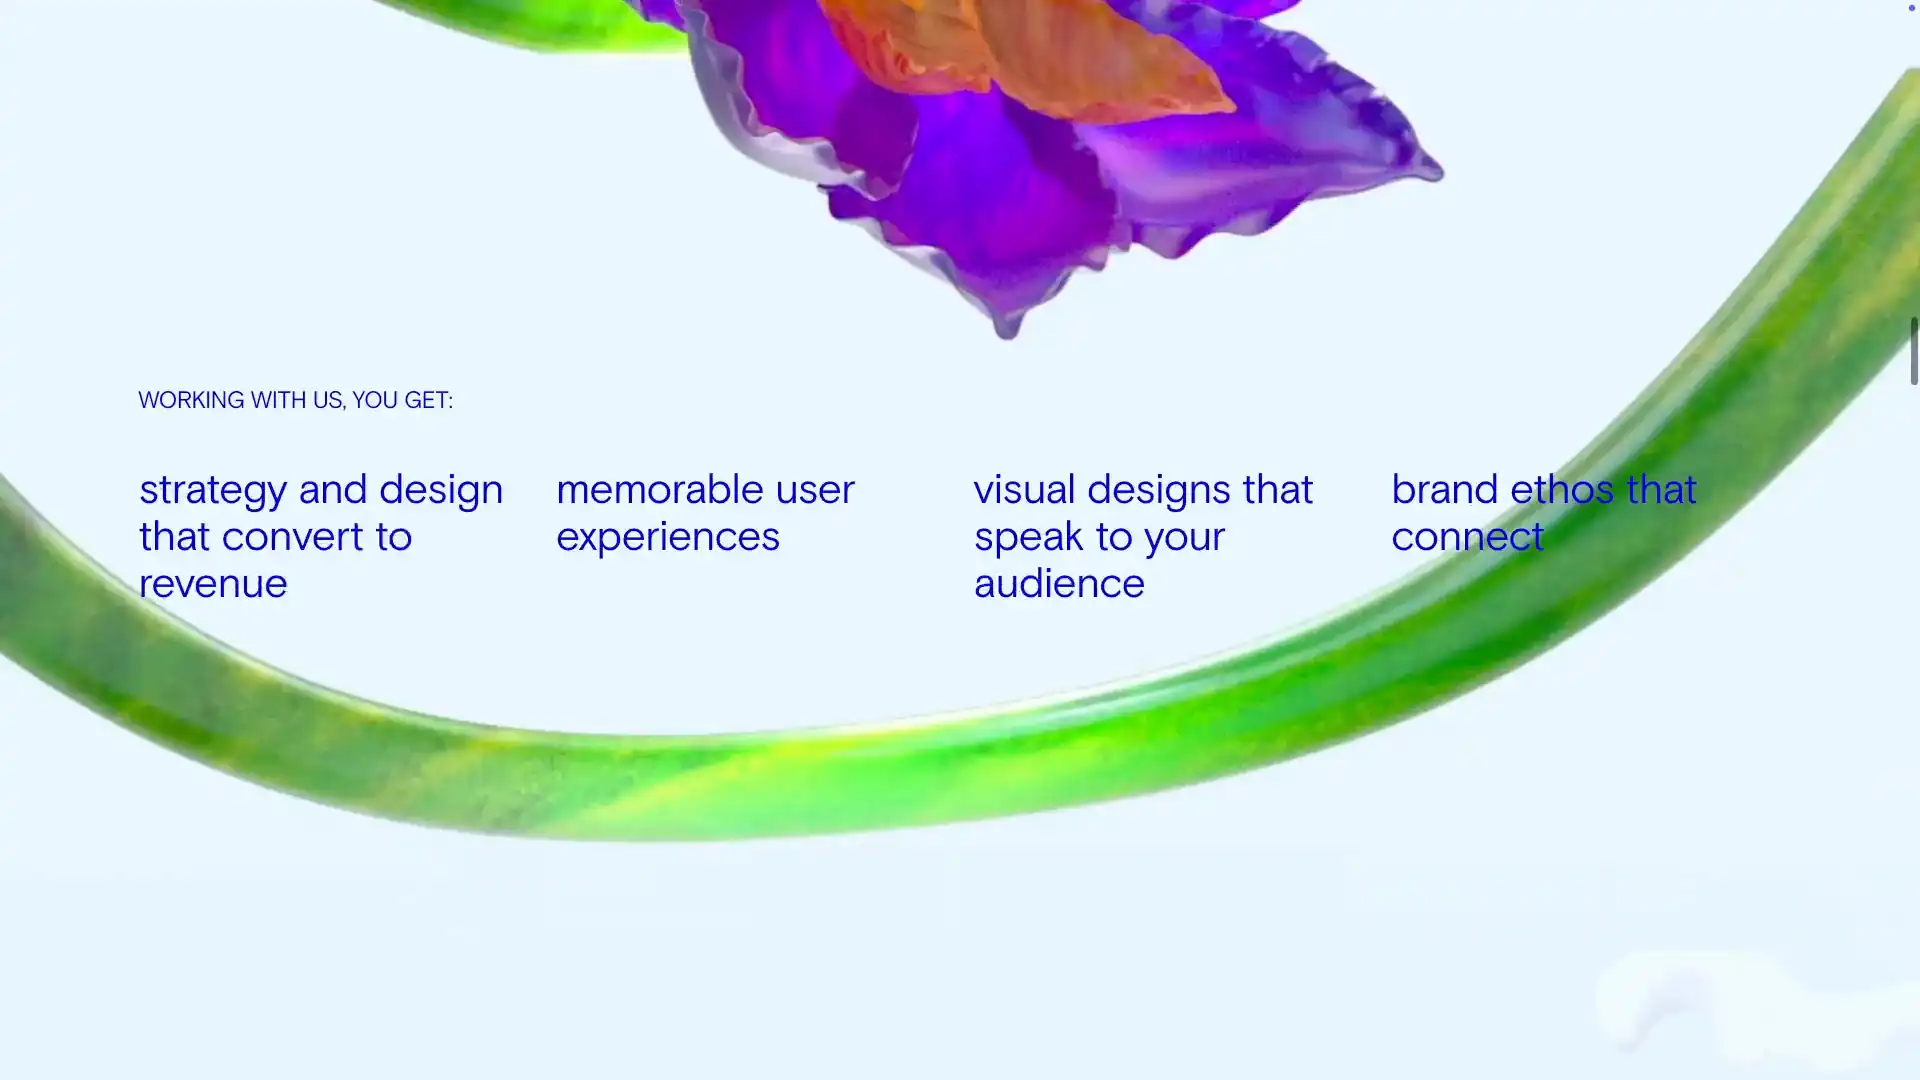 WORKING WITH US, YOU GET:
strategy and design
that convert to
revenue
memorable user
experiences
visual designs that
speak to your
audience
brand ethos that
connect